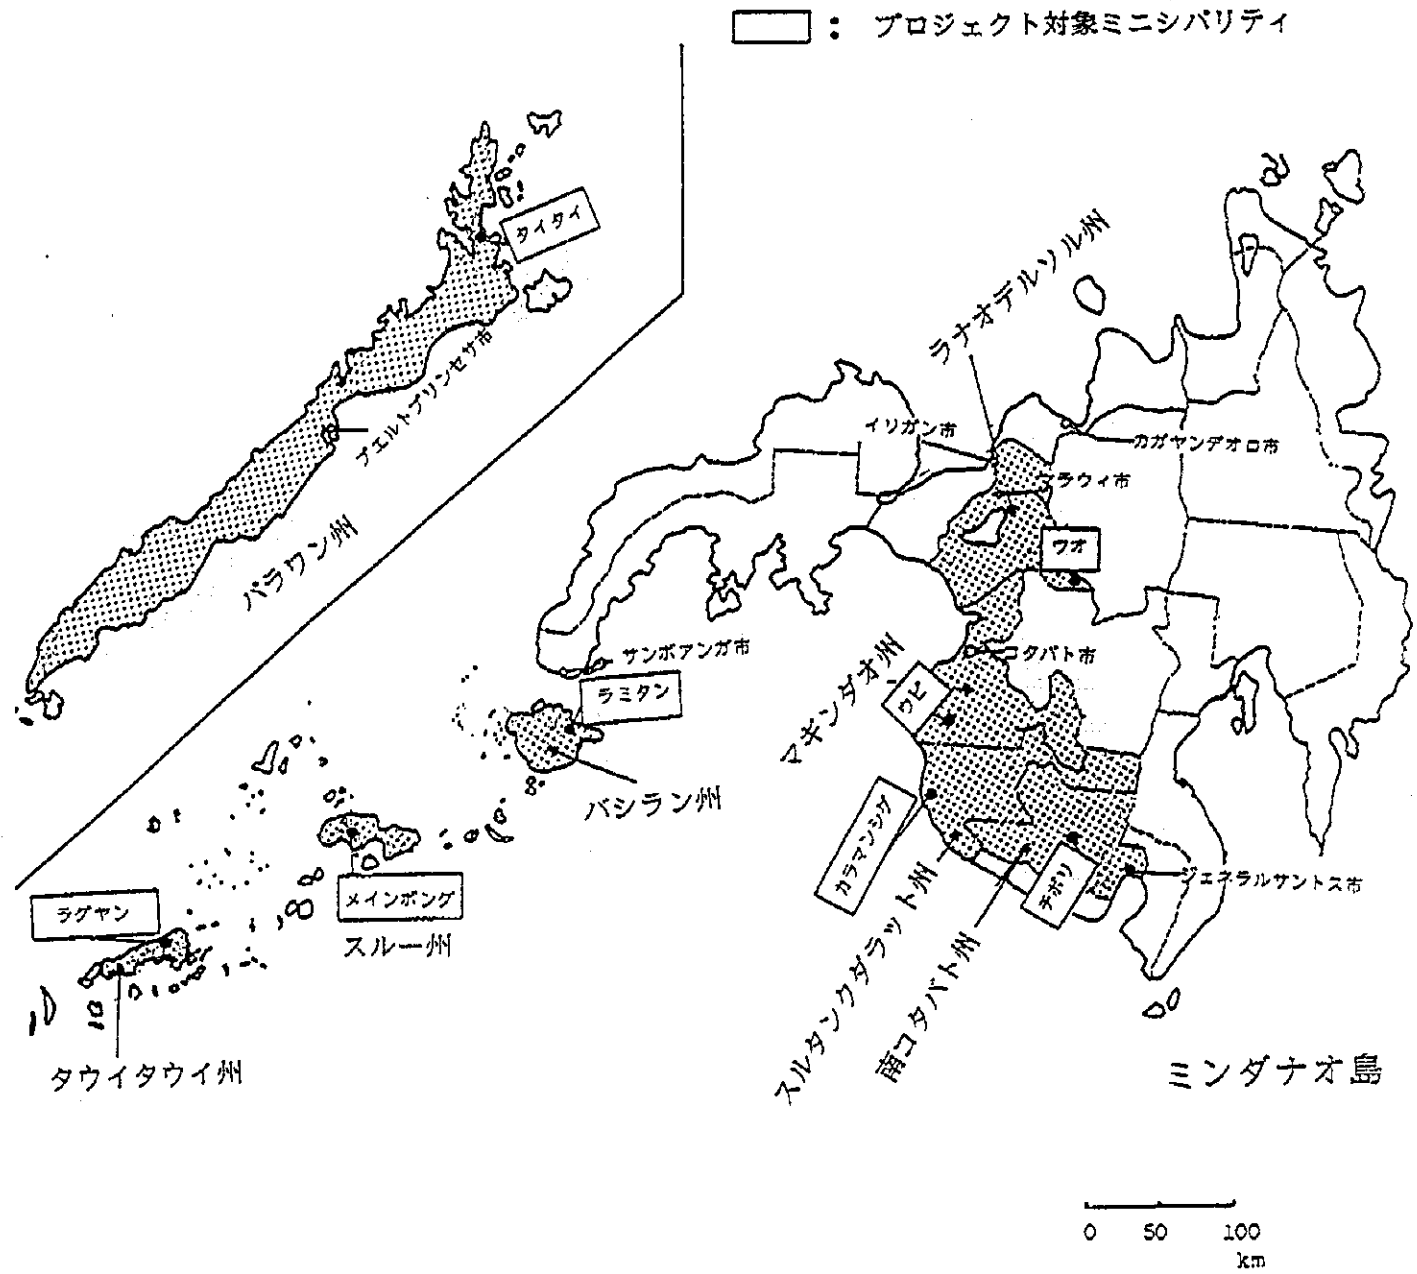 : プロジェクト対象ミニシパリティ
タイタイ
プエルトプリンセサ市
パラワン州
ラナオデルソル州
イリガン市
カガヤンデオロ市
マラウィ市
ウオ
サンボアンガ市
コタバト市
ラミタン
マギンダオ州
ウピ
バシラン州
カラマンシグ
メインボング
スルー州
ラグヤン
タウイタウイ州
スルタンクダラット州
南コタバト州
チボリ
ジェネラルサントス市
ミンダナオ島
0 50 100
km